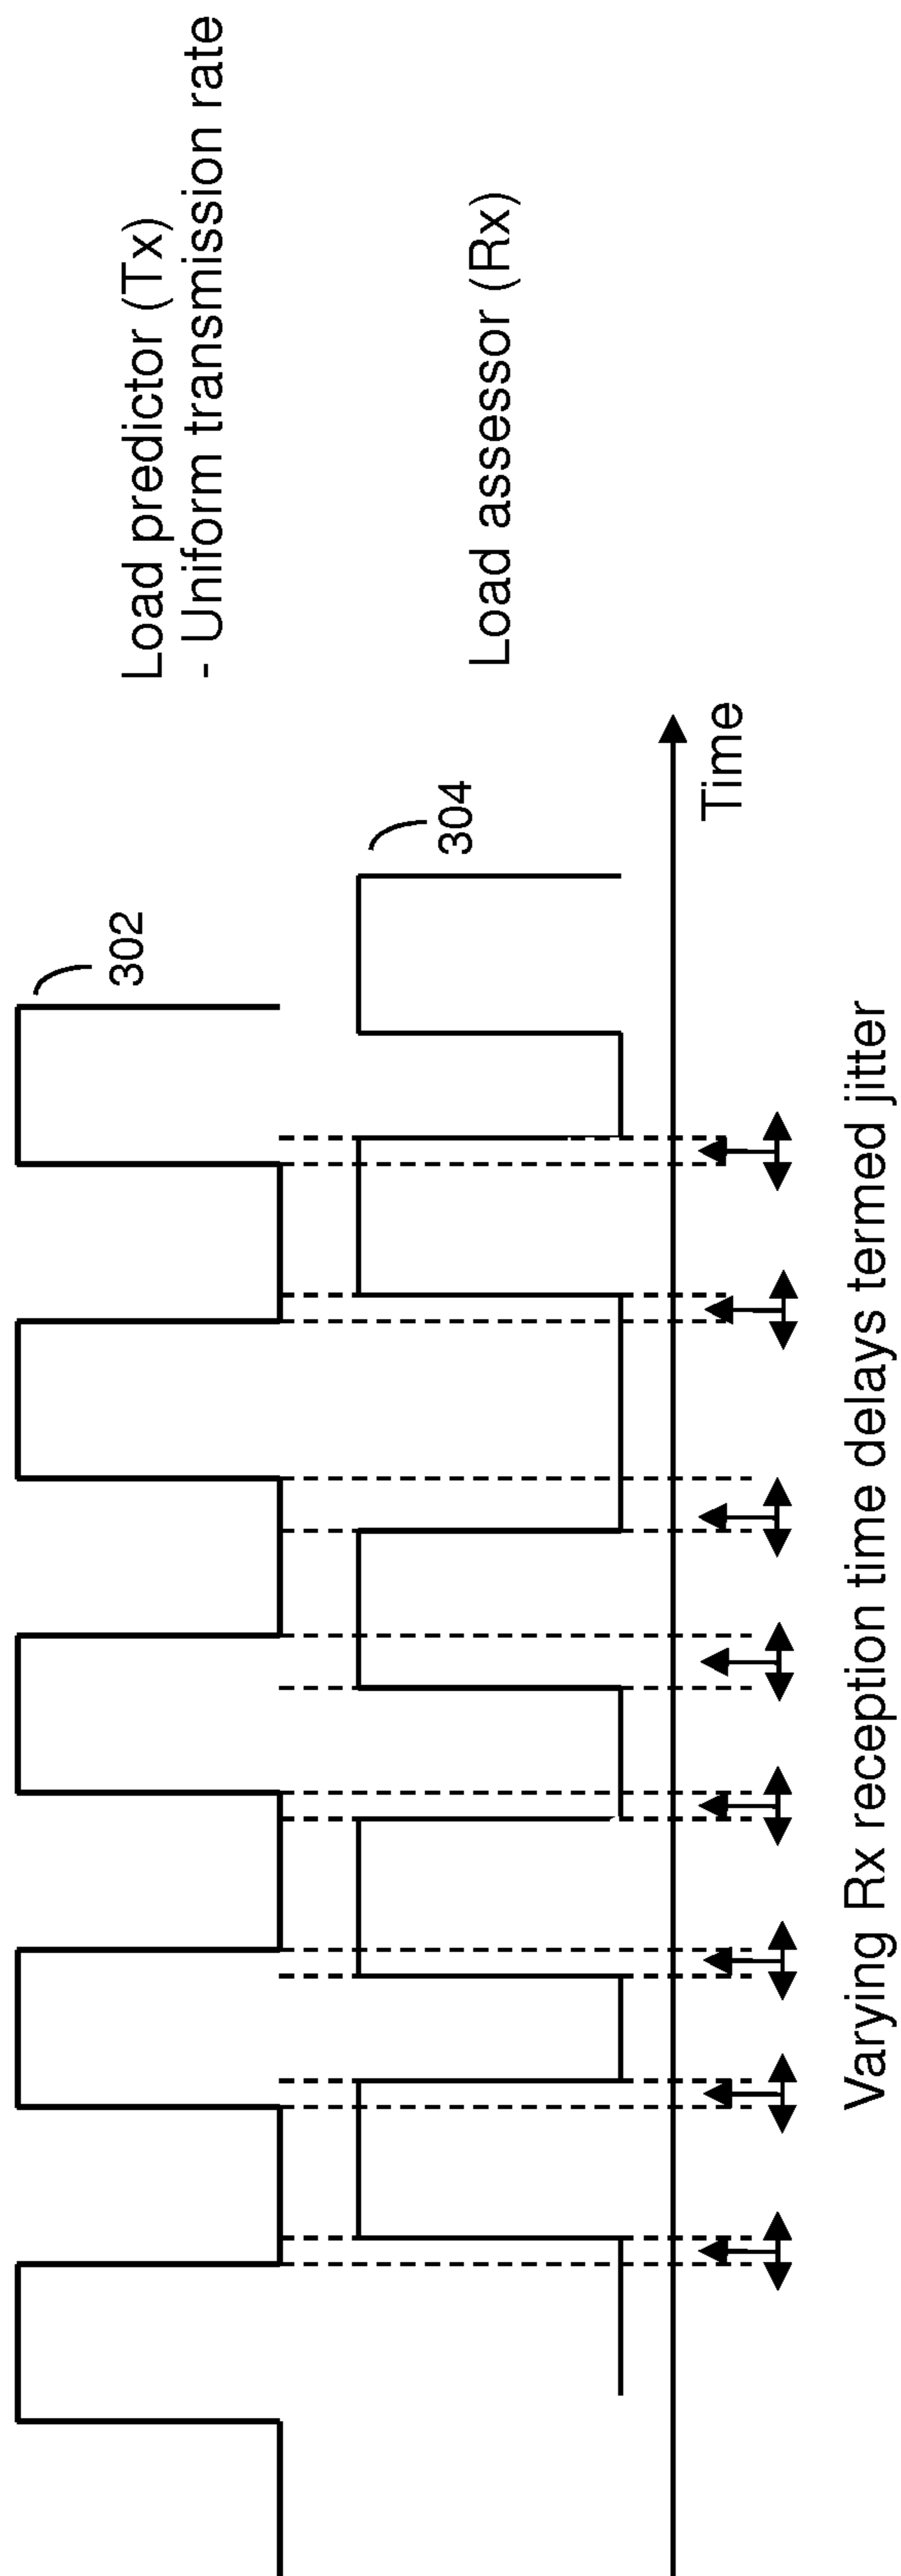 302
Load predictor (Tx)
- Uniform transmission rate
304
Load assessor (Rx)
Time
Varying Rx reception time delays termed jitter